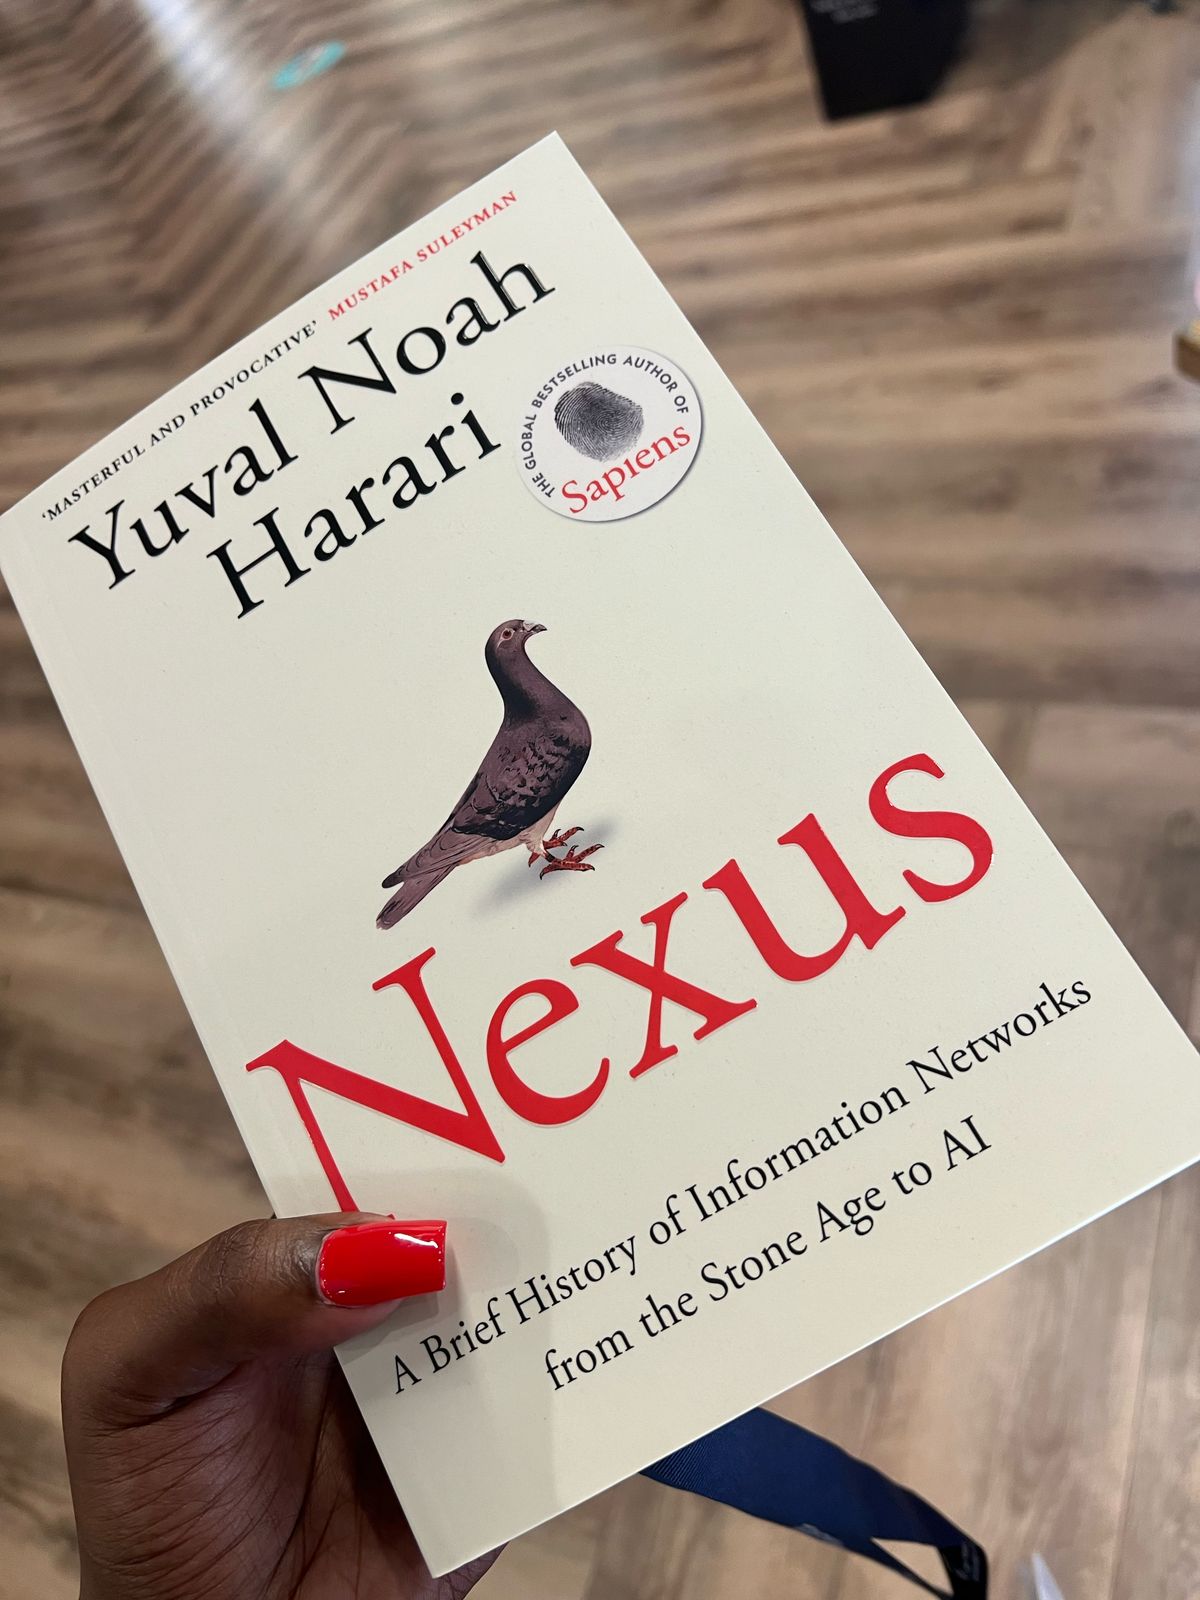 'MASTERFUL AND PROVOCATIVE' MUSTAFA SULEYMAN
Yuval Noah
Harari
THE GLOBAL BESTSELLING AUTHOR OF
Sapiens
Nexus
A Brief History of Information Networks
from the Stone Age to AI